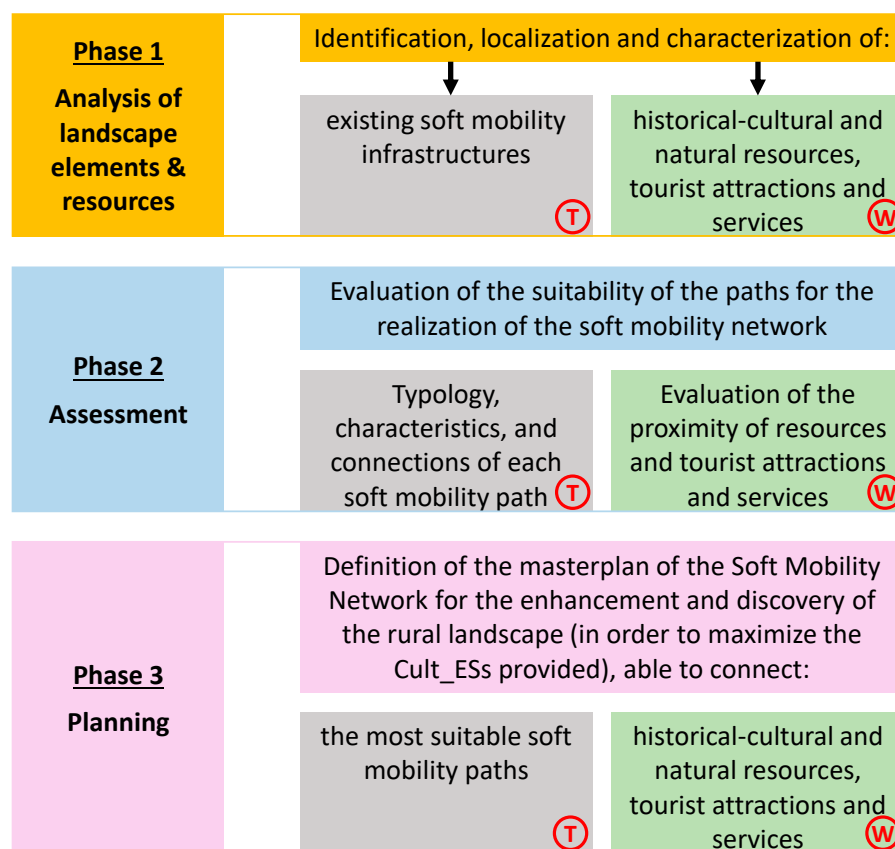 Phase 1
Analysis of
landscape
elements &
resources
Identification, localization and characterization of:
existing soft mobility
infrastructures
T
historical-cultural and
natural resources,
tourist attractions and
services
W
Phase 2
Assessment
Evaluation of the suitability of the paths for the
realization of the soft mobility network
Typology,
characteristics, and
connections of each
soft mobility path
T
Evaluation of the
proximity of resources
and tourist attractions
and services
W
Phase 3
Planning
Definition of the masterplan of the Soft Mobility
Network for the enhancement and discovery of
the rural landscape (in order to maximize the
Cult_ESs provided), able to connect:
the most suitable soft
mobility paths
T
historical-cultural and
natural resources,
tourist attractions and
services
W